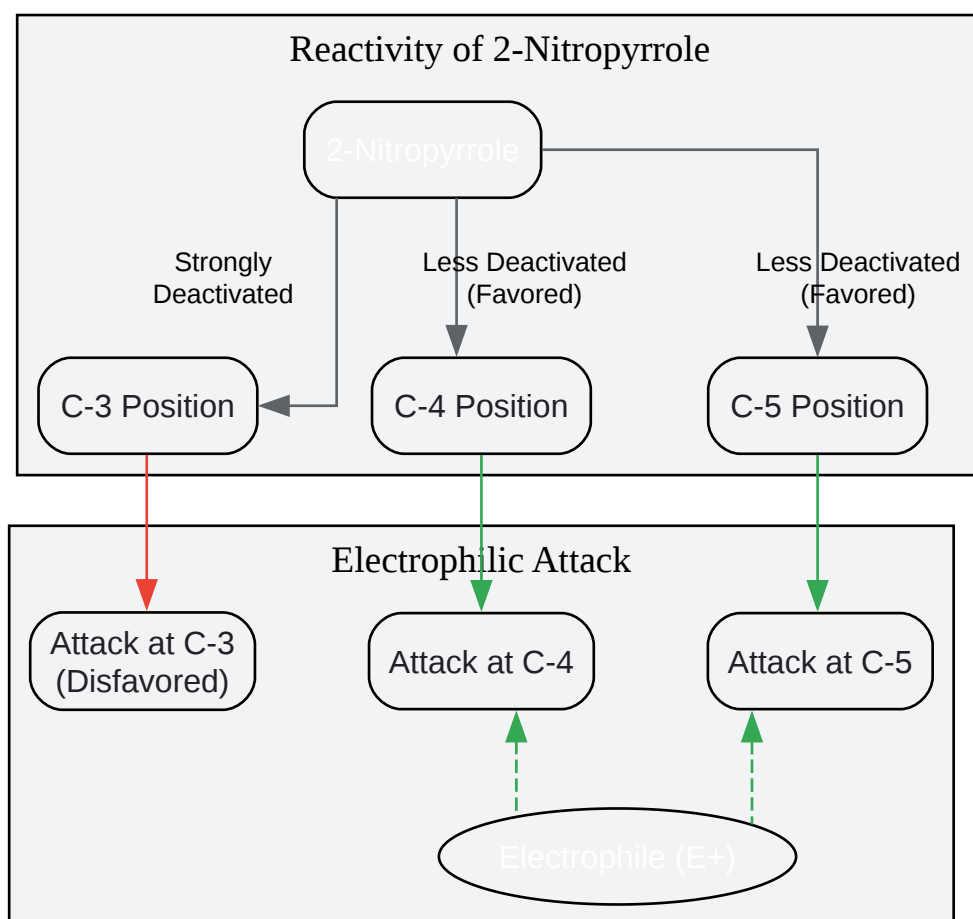 Reactivity of 2-Nitropyrrole
2-Nitropyrrole
Strongly
Deactivated
Less Deactivated
(Favored)
Less Deactivated
(Favored)
C-3 Position
C-4 Position
C-5 Position
Electrophilic Attack
Attack at C-3
(Disfavored)
Attack at C-4
Attack at C-5
Electrophile (E+)